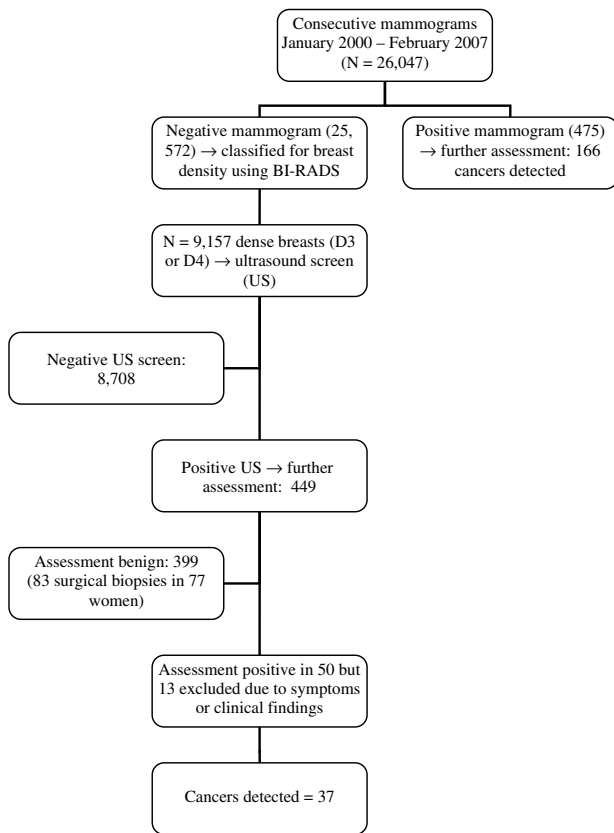 Consecutive mammograms
January 2000 – February 2007
(N = 26,047)
Negative mammogram (25,
572) → classified for breast
density using BI-RADS
Positive mammogram (475)
→ further assessment: 166
cancers detected
N = 9,157 dense breasts (D3
or D4) → ultrasound screen
(US)
Negative US screen:
8,708
Positive US → further
assessment: 449
Assessment benign: 399
(83 surgical biopsies in 77
women)
Assessment positive in 50 but
13 excluded due to symptoms
or clinical findings
Cancers detected = 37